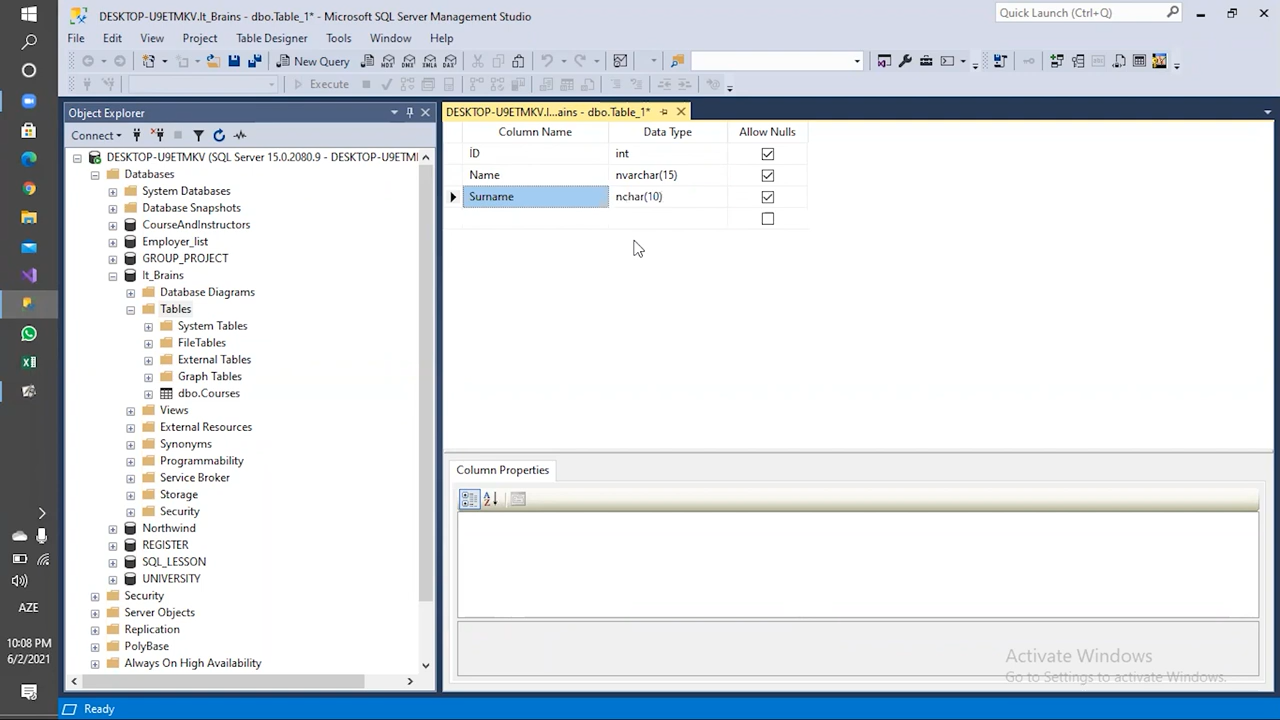 DESKTOP-U9ETMKV.It_Brains - dbo.Table_1* - Microsoft SQL Server Management Studio
Quick Launch (Ctrl+Q)
File Edit View Project Table Designer Tools Window Help
New Query
Execute
Object Explorer
DESKTOP-U9ETMKV.I...ains - dbo.Table_1*
Connect
Column Name Data Type Allow Nulls
DESKTOP-U9ETMKV (SQL Server 15.0.2080.9 - DESKTOP-U9ETMI
İD int
Databases
Name nvarchar(15)
System Databases
Surname nchar(10)
Database Snapshots
CourseAndInstructors
Employer_list
GROUP_PROJECT
It_Brains
Database Diagrams
Tables
System Tables
FileTables
External Tables
Graph Tables
dbo.Courses
Views
External Resources
Synonyms
Programmability
Service Broker
Storage
Security
Northwind
REGISTER
SQL_LESSON
UNIVERSITY
Security
Server Objects
Replication
PolyBase
Always On High Availability
Column Properties
Activate Windows
Go to Settings to activate Windows.
AZE
10:08 PM
6/2/2021
Ready